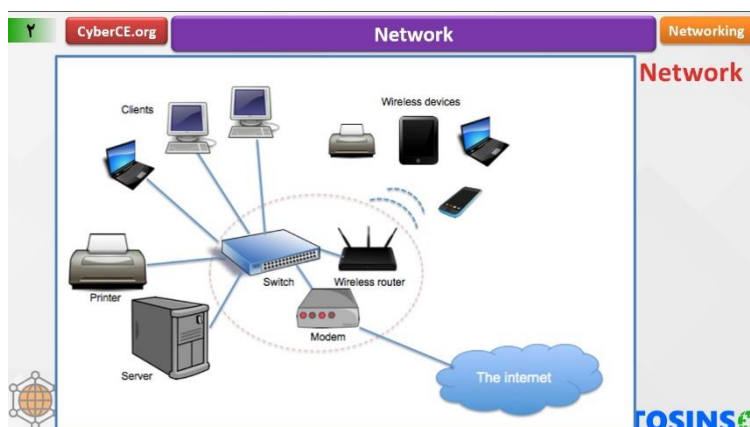 ۲
CyberCE.org
Network
Networking
Network
Clients
Wireless devices
Switch
Wireless router
Printer
Modem
Server
The internet
TOSINS